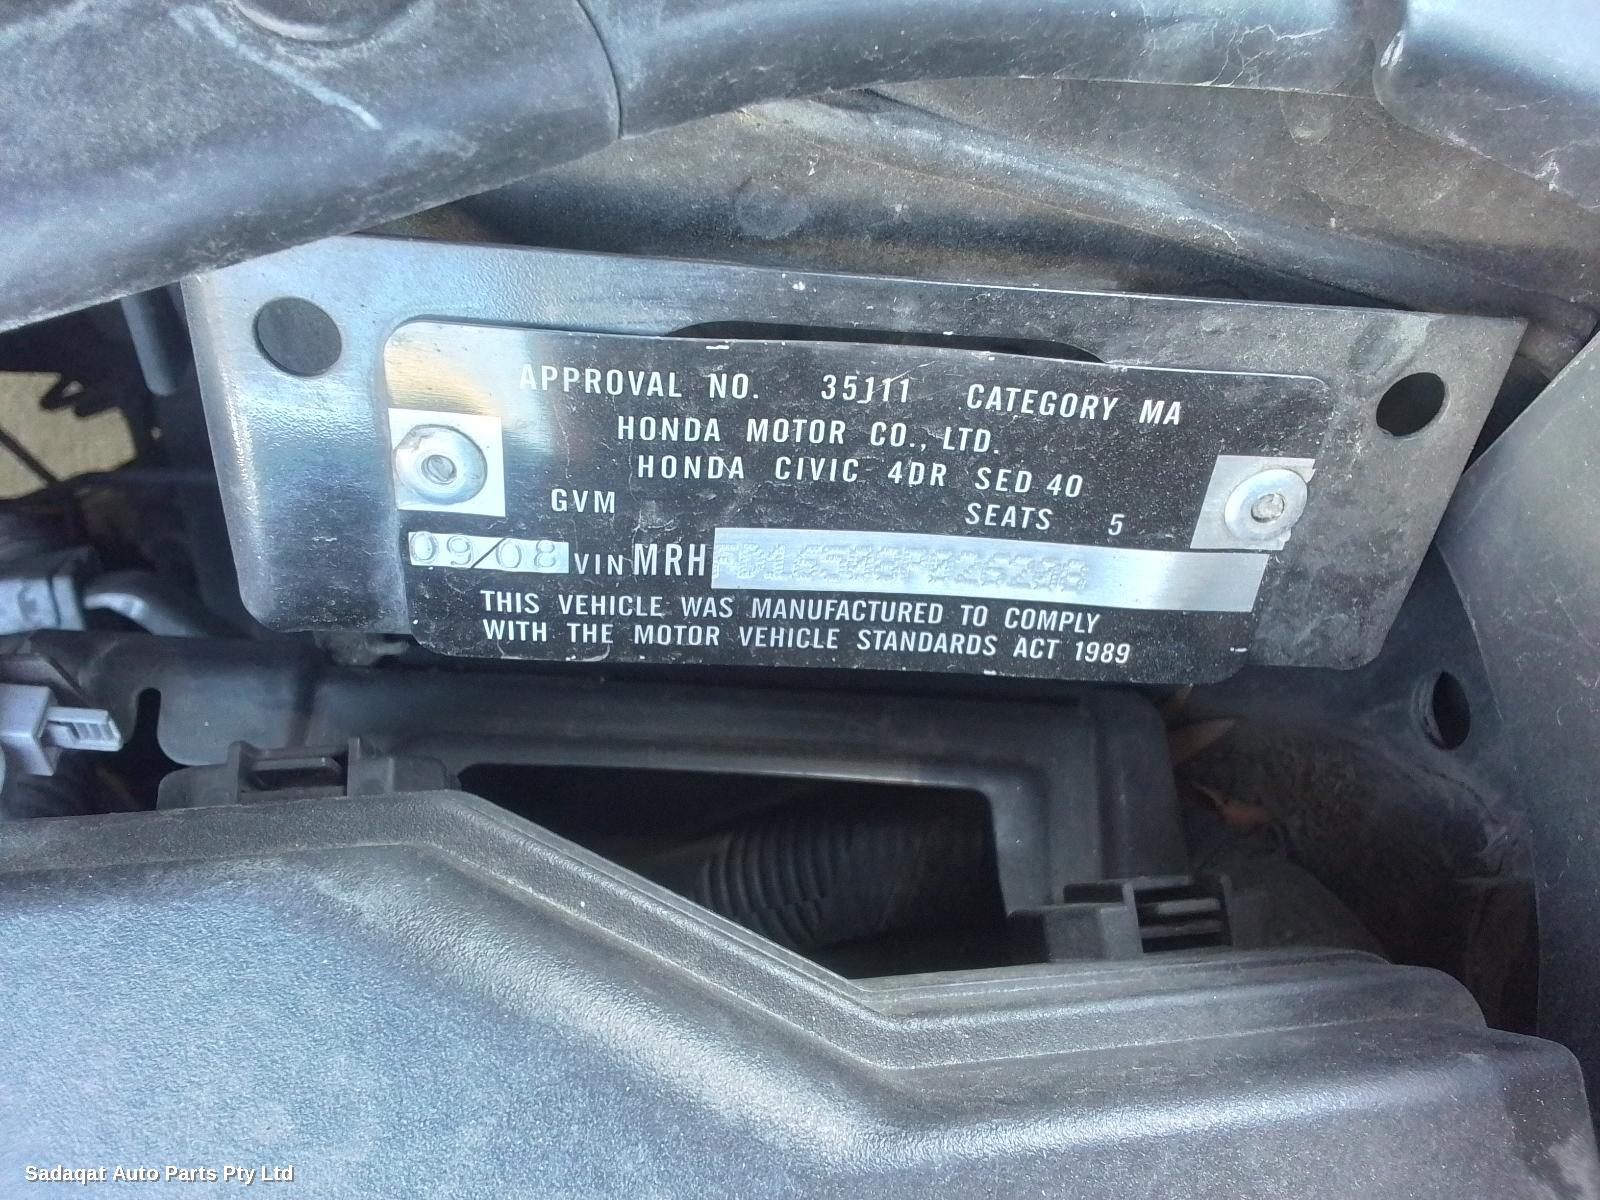 APPROVAL NO. 35111 CATEGORY MA
HONDA MOTOR CO., LTD.
HONDA CIVIC 4DR SED 40
GVM SEATS 5
09/08 VIN MRH
THIS VEHICLE WAS MANUFACTURED TO COMPLY
WITH THE MOTOR VEHICLE STANDARDS ACT 1989
Sadaqat Auto Parts Pty Ltd